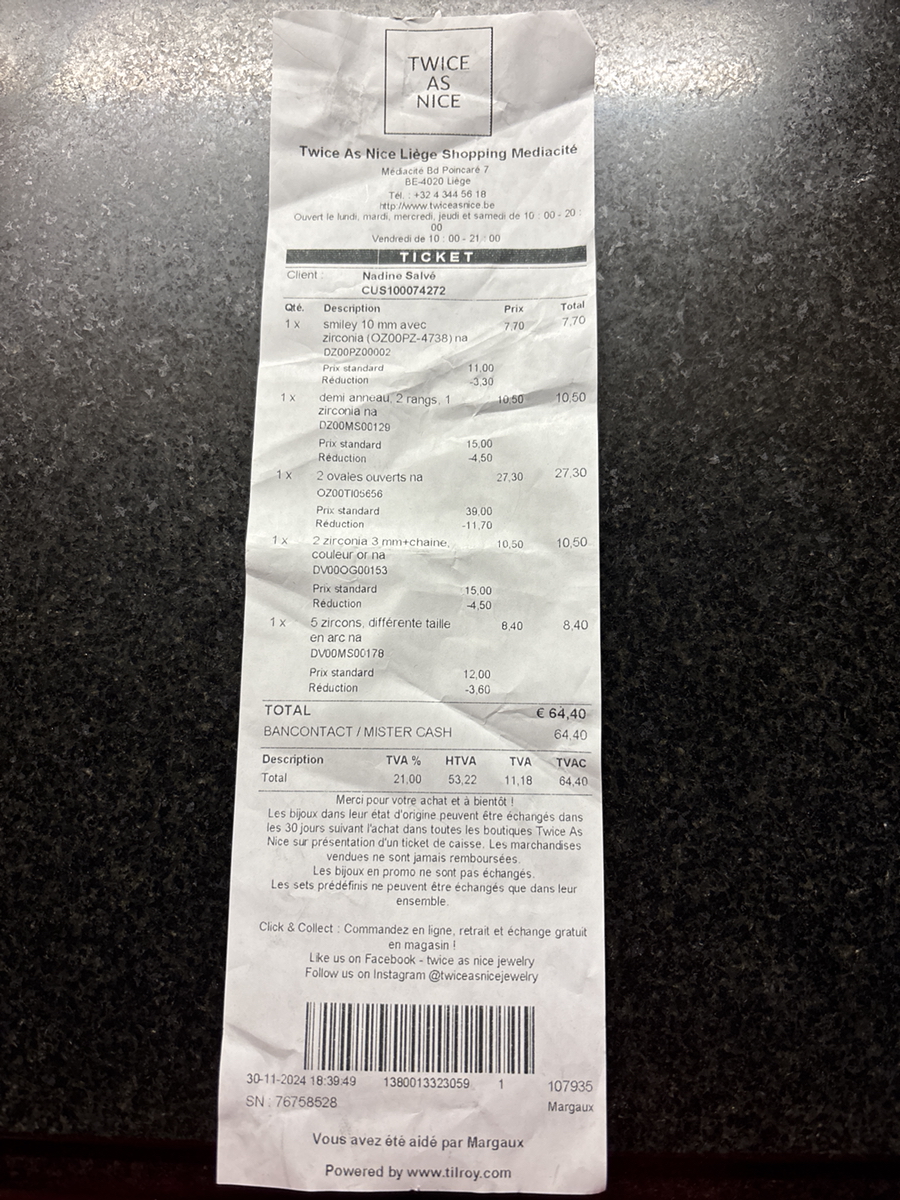 TWICE
AS
NICE
Twice As Nice Liège Shopping Mediacité
Médiacité Bd Poincaré 7
BE-4020 Liège
Tél. : +32 4 344 56 18
http://www.twiceasnice.be
Ouvert le lundi, mardi, mercredi, jeudi et samedi de 10 : 00 - 20 :
00
Vendredi de 10 : 00 - 21 : 00
TICKET
Client : Nadine Salvé
CUS100074272
Qté. Description Prix Total
1 x smiley 10 mm avec 7,70 7,70
zirconia (OZ00PZ-4738) na
DZ00PZ00002
Prix standard 11,00
Réduction -3,30
1 x demi anneau, 2 rangs, 1 10,50 10,50
zirconia na
DZ00MS00129
Prix standard 15,00
Réduction -4,50
1 x 2 ovales ouverts na 27,30 27,30
OZ00TI05656
Prix standard 39,00
Réduction -11,70
1 x 2 zirconia 3 mm+chaine, 10,50 10,50
couleur or na
DV00OG00153
Prix standard 15,00
Réduction -4,50
1 x 5 zircons, différente taille 8,40 8,40
en arc na
DV00MS00178
Prix standard 12,00
Réduction -3,60
TOTAL € 64,40
BANCONTACT / MISTER CASH 64,40
Description TVA % HTVA TVA TVAC
Total 21,00 53,22 11,18 64,40
Merci pour votre achat et à bientôt !
Les bijoux dans leur état d'origine peuvent être échangés dans
les 30 jours suivant l'achat dans toutes les boutiques Twice As
Nice sur présentation d'un ticket de caisse. Les marchandises
vendues ne sont jamais remboursées.
Les bijoux en promo ne sont pas échangés.
Les sets prédéfinis ne peuvent être échangés que dans leur
ensemble.
Click & Collect : Commandez en ligne, retrait et échange gratuit
en magasin !
Like us on Facebook - twice as nice jewelry
Follow us on Instagram @twiceasnicejewelry
30-11-2024 18:39:49 1380013323059 1 107935
SN : 76758528 Margaux
Vous avez été aidé par Margaux
Powered by www.tilroy.com